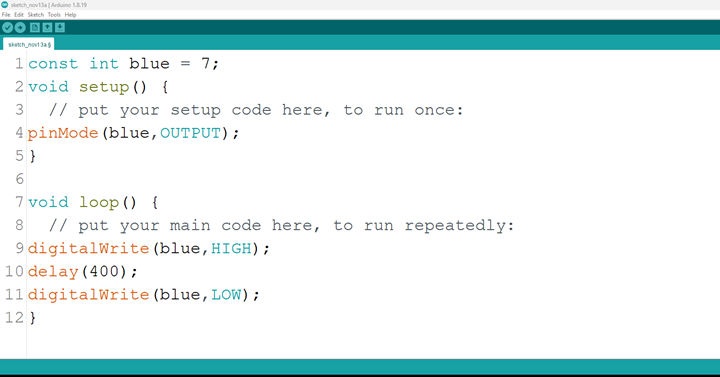 sketch_nov13a | Arduino 1.8.19
File Edit Sketch Tools Help
sketch_nov13a §
1 const int blue = 7;
2 void setup() {
3   // put your setup code here, to run once:
4 pinMode(blue,OUTPUT);
5 }
6
7 void loop() {
8   // put your main code here, to run repeatedly:
9 digitalWrite(blue,HIGH);
10 delay(400);
11 digitalWrite(blue,LOW);
12 }